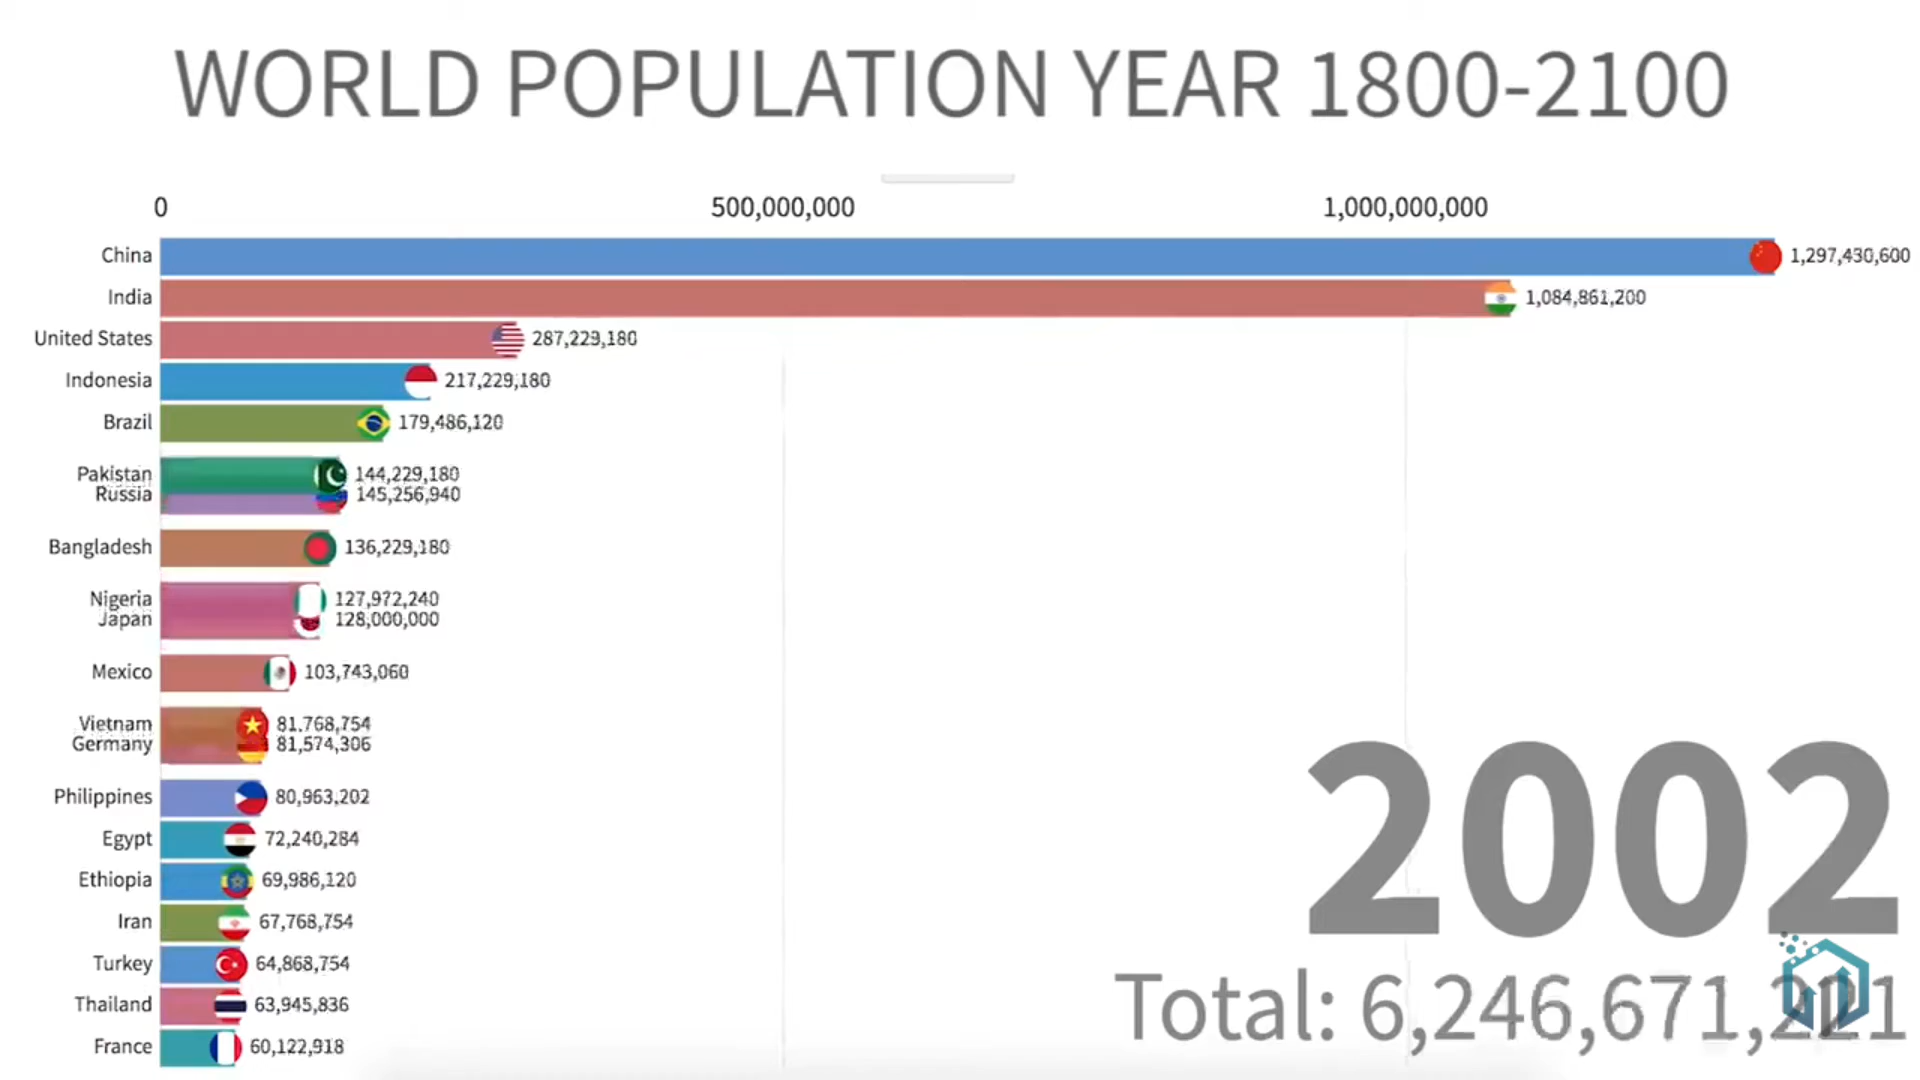 WORLD POPULATION YEAR 1800-2100
0 500,000,000 1,000,000,000
China 1,297,430,600
India 1,084,861,200
United States 287,229,180
Indonesia 217,229,180
Brazil 179,486,120
Pakistan 144,229,180
Russia 145,256,940
Bangladesh 136,229,180
Nigeria 127,972,240
Japan 128,000,000
Mexico 103,743,060
Vietnam 81,768,754
Germany 81,574,306
Philippines 80,963,202
Egypt 72,240,284
Ethiopia 69,986,120
Iran 67,768,754
Turkey 64,868,754
Thailand 63,945,836
France 60,122,918
2002
Total: 6,246,671,221